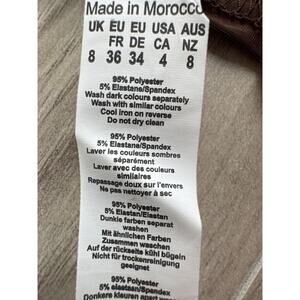 Made in Morocco
UK EU EU USA AUS
FR DE CA NZ
8 36 34 4 8
95% Polyester
5% Elastane/Spandex
Wash dark colours separately
Wash with similar colours
Cool iron on reverse
Do not dry clean
95% Polyester
5% Elastane/Spandex
Laver les couleurs sombres
séparément
Laver avec des couleurs
similaires
Repassage doux sur l'envers
Ne pas nettoyer à sec
95% Polyester
5% Elastan/Elastan
Dunkle farben separat
waschen
Mit ähnlichen Farben
Zusammen waschen
Auf der rückseite kühl bügeln
Nicht für trockenreinigung
geeignet
95% Polyester
5% Elastaan
Donkere kleuren apart